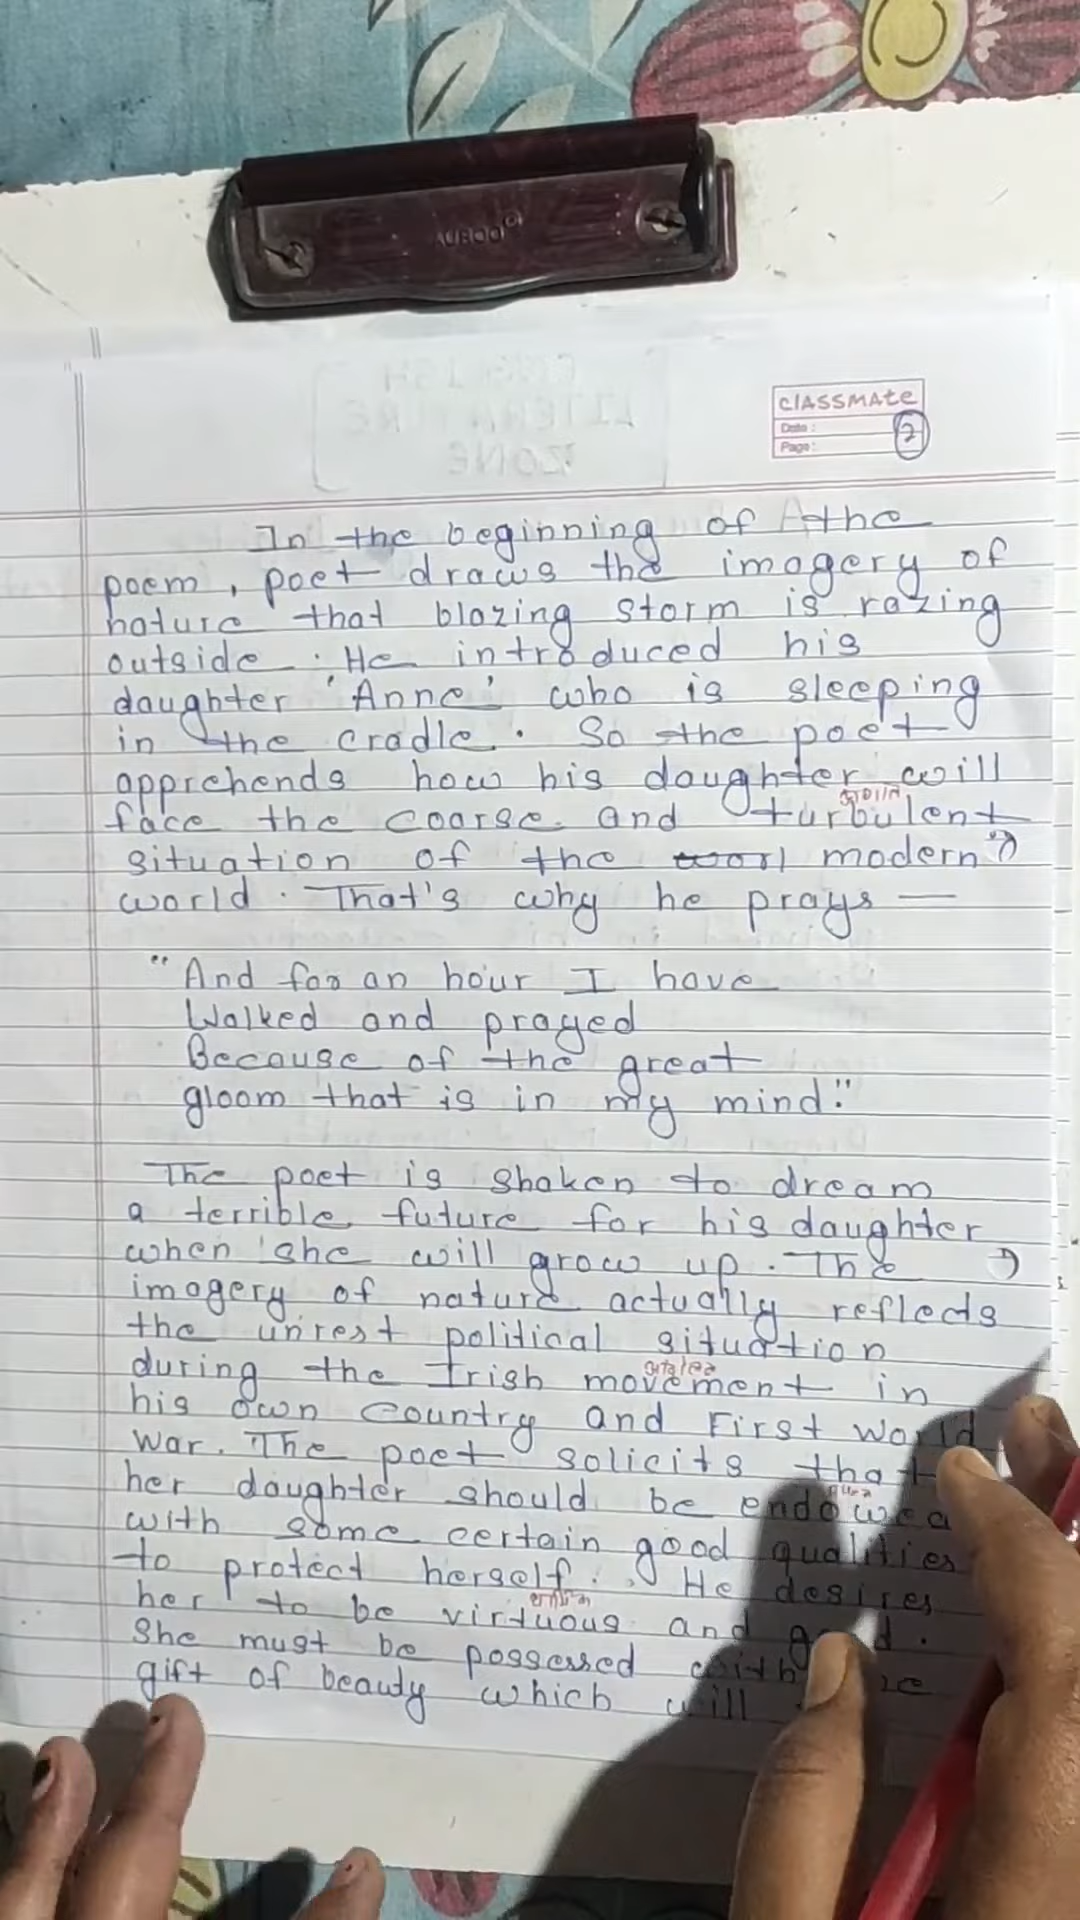 AUBOO
ENGLISH
LITERATURE
ZONE
CLASSMATE
Date :
Page: 2
In the beginning of the
poem, poet draws the imagery of
nature that blazing storm is razing
outside. He introduced his
daughter 'Anne' who is sleeping
in the cradle. So the poet
apprehends how his daughter will
face the coarse and turbulent
situation of the worl modern
world. That's why he prays —
"And for an hour I have
Walked and prayed
Because of the great
gloom that is in my mind."
The poet is shaken to dream
a terrible future for his daughter
when she will grow up. The
imagery of nature actually reflects
the unrest political situation
during the Irish movement in
his own country and First World
War. The poet solicits that
her daughter should be endowed
with some certain good qualities
to protect herself. He desires
her to be virtuous and good.
She must be possessed with
gift of beauty which will